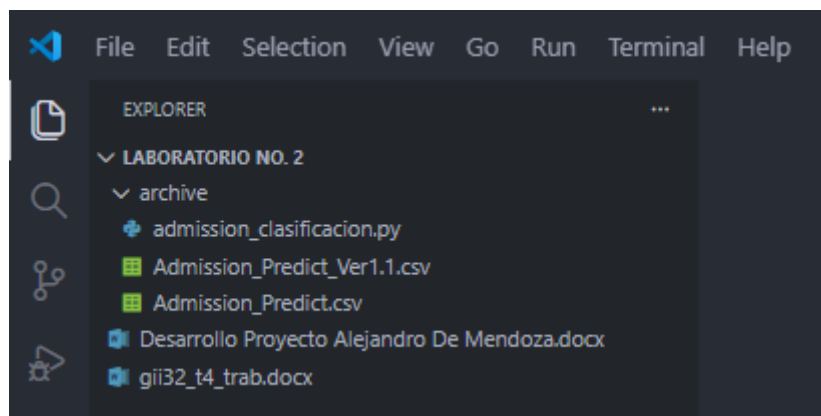 File Edit Selection View Go Run Terminal Help
EXPLORER
LABORATORIO NO. 2
archive
admission_clasificacion.py
Admission_Predict_Ver1.1.csv
Admission_Predict.csv
Desarrollo Proyecto Alejandro De Mendoza.docx
gii32_t4_trab.docx